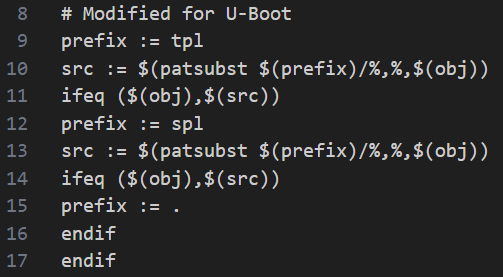 8 # Modified for U-Boot
9 prefix := tpl
10 src := $(patsubst $(prefix)/%,%,$(obj))
11 ifeq ($(obj),$(src))
12 prefix := spl
13 src := $(patsubst $(prefix)/%,%,$(obj))
14 ifeq ($(obj),$(src))
15 prefix := .
16 endif
17 endif